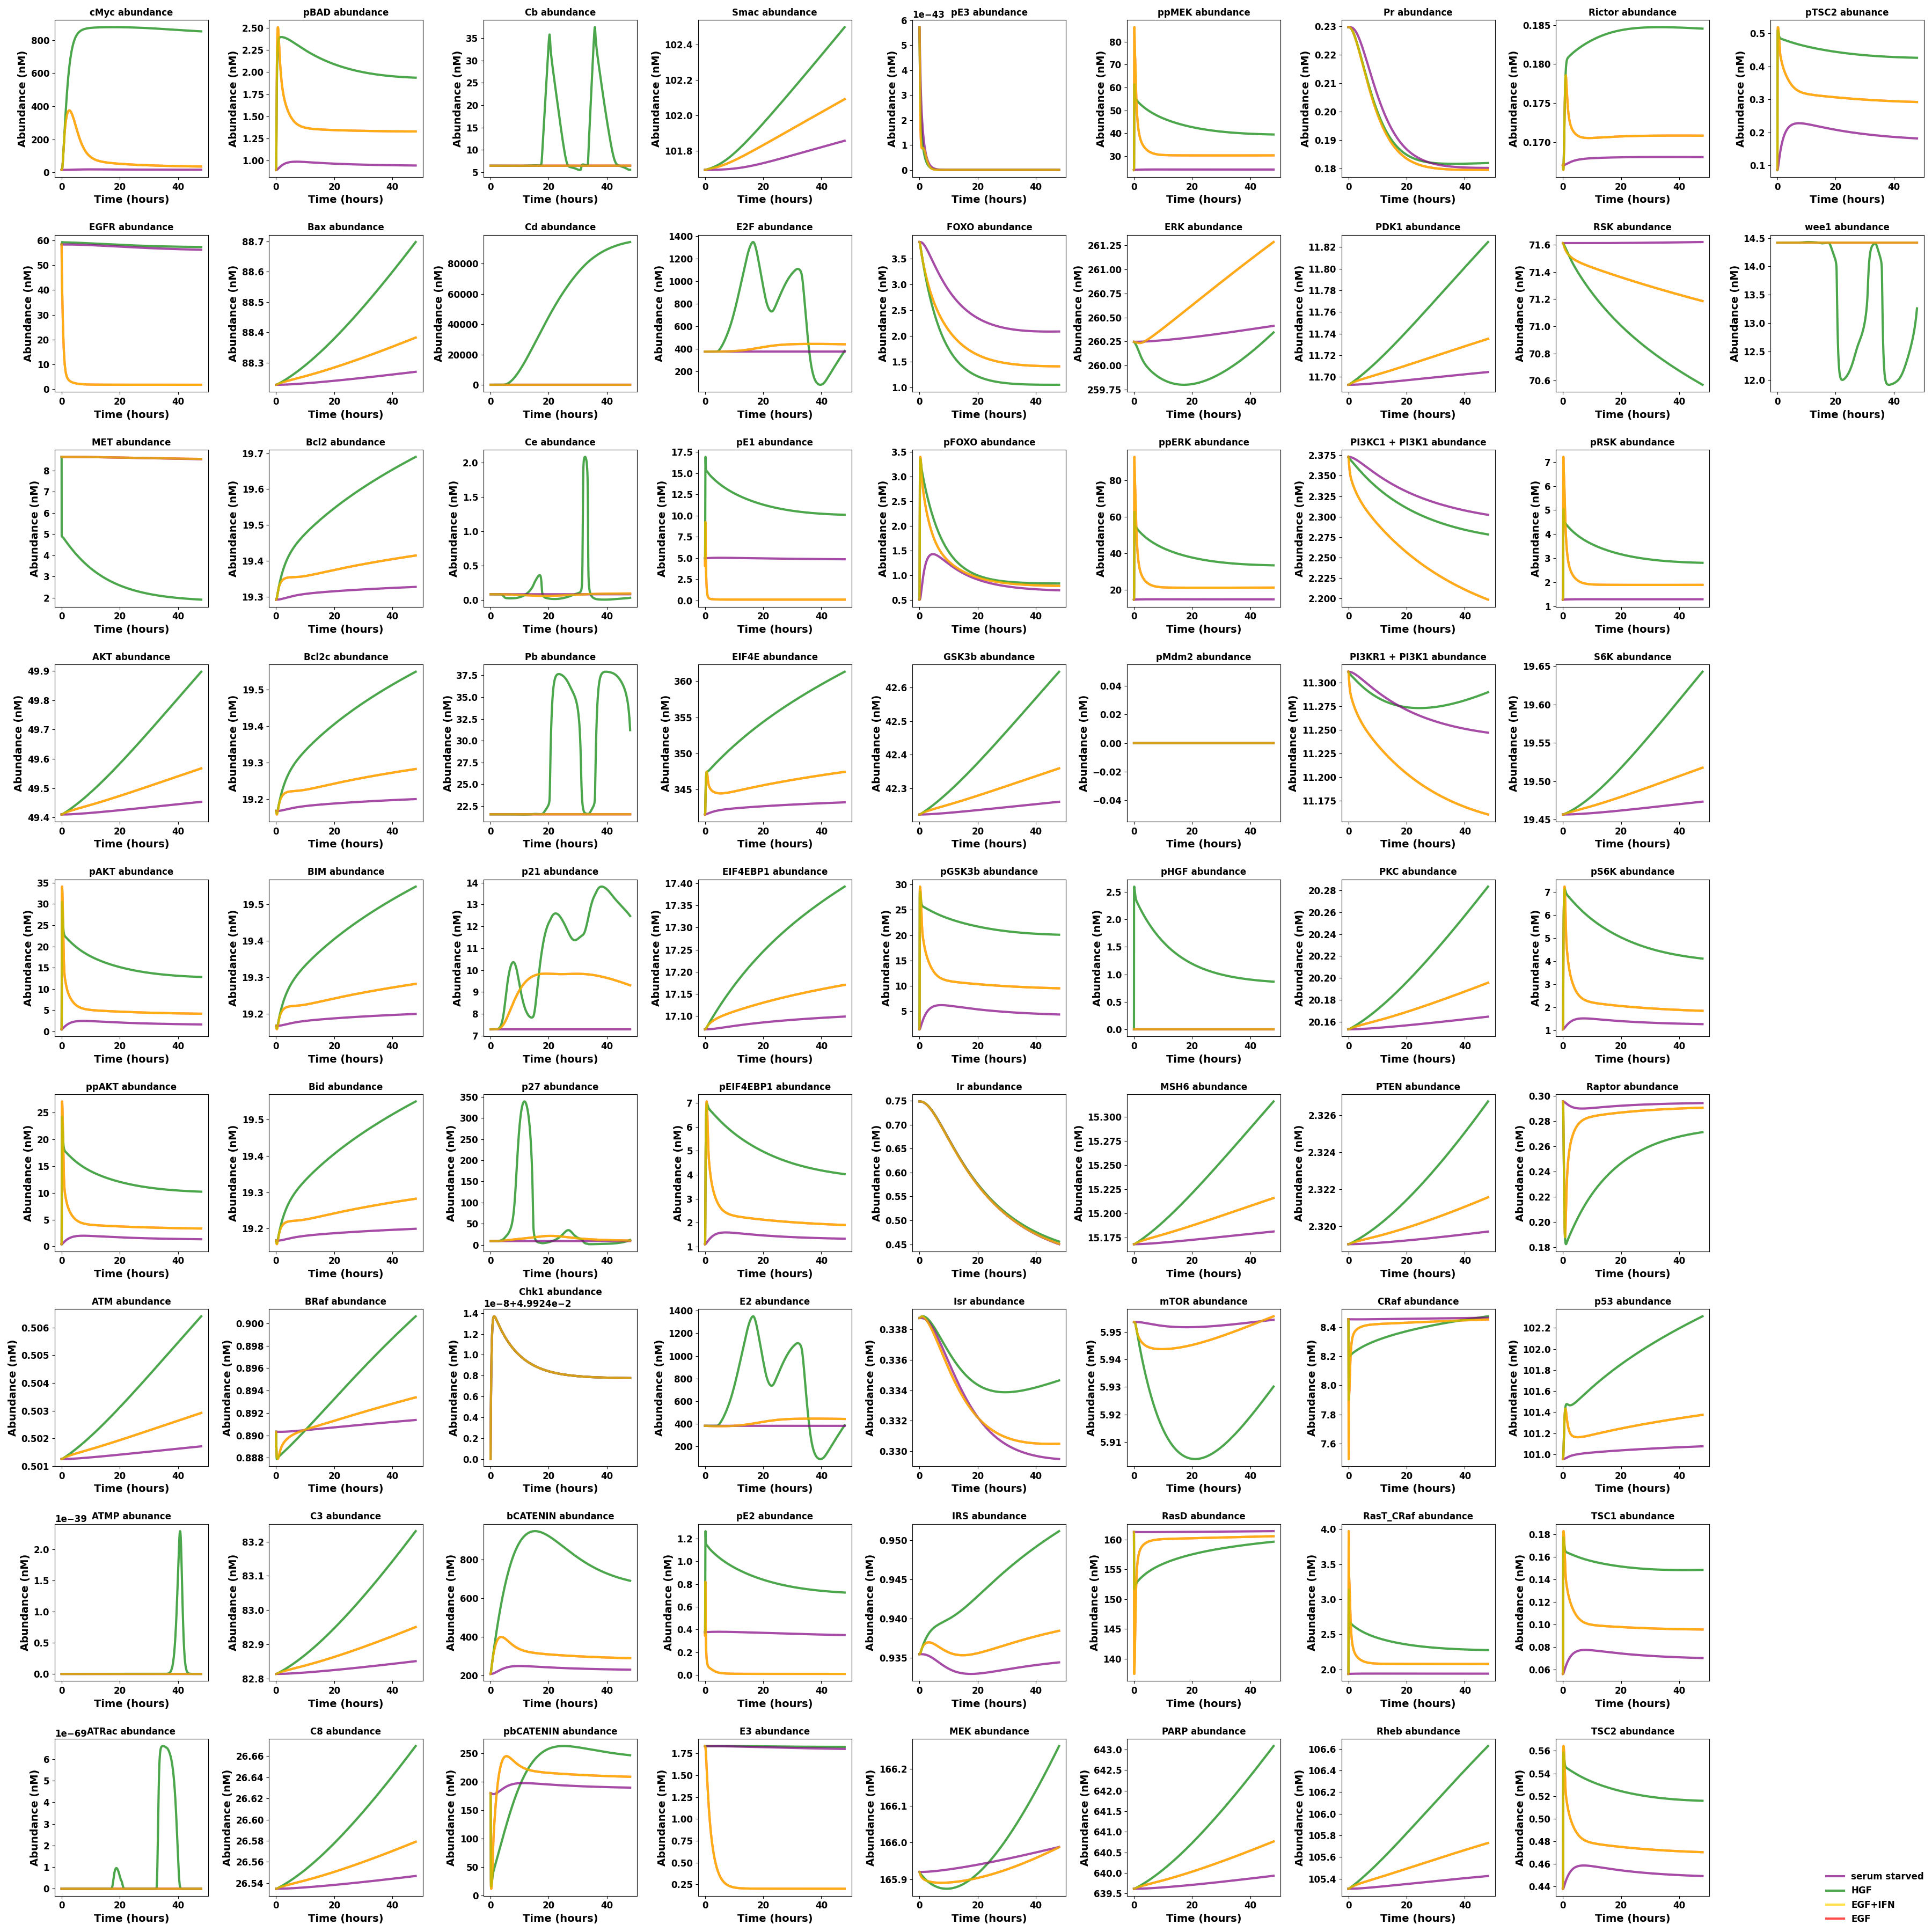 cMyc abundance pBAD abundance Cb abundance Smac abundance pE3 abundance ppMEK abundance Pr abundance Rictor abundance pTSC2 abunance
Abundance (nM) Abundance (nM) Abundance (nM) Abundance (nM) Abundance (nM) Abundance (nM) Abundance (nM) Abundance (nM) Abundance (nM)
800 600 400 200 0
2.50 2.25 2.00 1.75 1.50 1.25 1.00
35 30 25 20 15 10 5
102.4 102.2 102.0 101.8
1e−43 6 5 4 3 2 1 0
80 70 60 50 40 30
0.23 0.22 0.21 0.20 0.19 0.18
0.185 0.180 0.175 0.170
0.5 0.4 0.3 0.2 0.1
0 20 40 0 20 40 0 20 40 0 20 40 0 20 40 0 20 40 0 20 40 0 20 40 0 20 40
Time (hours) Time (hours) Time (hours) Time (hours) Time (hours) Time (hours) Time (hours) Time (hours) Time (hours)
EGFR abundance Bax abundance Cd abundance E2F abundance FOXO abundance ERK abundance PDK1 abundance RSK abundance wee1 abundance
Abundance (nM) Abundance (nM) Abundance (nM) Abundance (nM) Abundance (nM) Abundance (nM) Abundance (nM) Abundance (nM) Abundance (nM)
60 50 40 30 20 10 0
88.7 88.6 88.5 88.4 88.3
80000 60000 40000 20000 0
1400 1200 1000 800 600 400 200
3.5 3.0 2.5 2.0 1.5 1.0
261.25 261.00 260.75 260.50 260.25 260.00 259.75
11.82 11.80 11.78 11.76 11.74 11.72 11.70
71.6 71.4 71.2 71.0 70.8 70.6
14.5 14.0 13.5 13.0 12.5 12.0
0 20 40 0 20 40 0 20 40 0 20 40 0 20 40 0 20 40 0 20 40 0 20 40 0 20 40
Time (hours) Time (hours) Time (hours) Time (hours) Time (hours) Time (hours) Time (hours) Time (hours) Time (hours)
MET abundance Bcl2 abundance Ce abundance pE1 abundance pFOXO abundance ppERK abundance PI3KC1 + PI3K1 abundance pRSK abundance
Abundance (nM) Abundance (nM) Abundance (nM) Abundance (nM) Abundance (nM) Abundance (nM) Abundance (nM) Abundance (nM)
8 7 6 5 4 3 2
19.7 19.6 19.5 19.4 19.3
2.0 1.5 1.0 0.5 0.0
17.5 15.0 12.5 10.0 7.5 5.0 2.5 0.0
3.5 3.0 2.5 2.0 1.5 1.0 0.5
80 60 40 20
2.375 2.350 2.325 2.300 2.275 2.250 2.225 2.200
7 6 5 4 3 2 1
0 20 40 0 20 40 0 20 40 0 20 40 0 20 40 0 20 40 0 20 40 0 20 40
Time (hours) Time (hours) Time (hours) Time (hours) Time (hours) Time (hours) Time (hours) Time (hours)
AKT abundance Bcl2c abundance Pb abundance EIF4E abundance GSK3b abundance pMdm2 abundance PI3KR1 + PI3K1 abundance S6K abundance
Abundance (nM) Abundance (nM) Abundance (nM) Abundance (nM) Abundance (nM) Abundance (nM) Abundance (nM) Abundance (nM)
49.9 49.8 49.7 49.6 49.5 49.4
19.5 19.4 19.3 19.2
37.5 35.0 32.5 30.0 27.5 25.0 22.5
360 355 350 345
42.6 42.5 42.4 42.3
0.04 0.02 0.00 −0.02 −0.04
11.300 11.275 11.250 11.225 11.200 11.175
19.65 19.60 19.55 19.50 19.45
0 20 40 0 20 40 0 20 40 0 20 40 0 20 40 0 20 40 0 20 40 0 20 40
Time (hours) Time (hours) Time (hours) Time (hours) Time (hours) Time (hours) Time (hours) Time (hours)
pAKT abundance BIM abundance p21 abundance EIF4EBP1 abundance pGSK3b abundance pHGF abundance PKC abundance pS6K abundance
Abundance (nM) Abundance (nM) Abundance (nM) Abundance (nM) Abundance (nM) Abundance (nM) Abundance (nM) Abundance (nM)
35 30 25 20 15 10 5 0
19.5 19.4 19.3 19.2
14 13 12 11 10 9 8 7
17.40 17.35 17.30 17.25 17.20 17.15 17.10
30 25 20 15 10 5
2.5 2.0 1.5 1.0 0.5 0.0
20.28 20.26 20.24 20.22 20.20 20.18 20.16
7 6 5 4 3 2 1
0 20 40 0 20 40 0 20 40 0 20 40 0 20 40 0 20 40 0 20 40 0 20 40
Time (hours) Time (hours) Time (hours) Time (hours) Time (hours) Time (hours) Time (hours) Time (hours)
ppAKT abundance Bid abundance p27 abundance pEIF4EBP1 abundance Ir abundance MSH6 abundance PTEN abundance Raptor abundance
Abundance (nM) Abundance (nM) Abundance (nM) Abundance (nM) Abundance (nM) Abundance (nM) Abundance (nM) Abundance (nM)
25 20 15 10 5 0
19.5 19.4 19.3 19.2
350 300 250 200 150 100 50 0
7 6 5 4 3 2 1
0.75 0.70 0.65 0.60 0.55 0.50 0.45
15.300 15.275 15.250 15.225 15.200 15.175
2.326 2.324 2.322 2.320
0.30 0.28 0.26 0.24 0.22 0.20 0.18
0 20 40 0 20 40 0 20 40 0 20 40 0 20 40 0 20 40 0 20 40 0 20 40
Time (hours) Time (hours) Time (hours) Time (hours) Time (hours) Time (hours) Time (hours) Time (hours)
ATM abundance BRaf abundance Chk1 abundance E2 abundance Isr abundance mTOR abundance CRaf abundance p53 abundance
Abundance (nM) Abundance (nM) Abundance (nM) Abundance (nM) Abundance (nM) Abundance (nM) Abundance (nM) Abundance (nM)
0.506 0.505 0.504 0.503 0.502 0.501
0.900 0.898 0.896 0.894 0.892 0.890 0.888
1e−8+4.9924e−2 1.4 1.2 1.0 0.8 0.6 0.4 0.2 0.0
1400 1200 1000 800 600 400 200
0.338 0.336 0.334 0.332 0.330
5.95 5.94 5.93 5.92 5.91
8.4 8.2 8.0 7.8 7.6
102.2 102.0 101.8 101.6 101.4 101.2 101.0
0 20 40 0 20 40 0 20 40 0 20 40 0 20 40 0 20 40 0 20 40 0 20 40
Time (hours) Time (hours) Time (hours) Time (hours) Time (hours) Time (hours) Time (hours) Time (hours)
ATMP abunance C3 abundance bCATENIN abundance pE2 abundance IRS abundance RasD abundance RasT_CRaf abundance TSC1 abundance
Abundance (nM) Abundance (nM) Abundance (nM) Abundance (nM) Abundance (nM) Abundance (nM) Abundance (nM) Abundance (nM)
1e−39 2.0 1.5 1.0 0.5 0.0
83.2 83.1 83.0 82.9 82.8
800 600 400 200
1.2 1.0 0.8 0.6 0.4 0.2 0.0
0.950 0.945 0.940 0.935
160 155 150 145 140
4.0 3.5 3.0 2.5 2.0
0.18 0.16 0.14 0.12 0.10 0.08 0.06
0 20 40 0 20 40 0 20 40 0 20 40 0 20 40 0 20 40 0 20 40 0 20 40
Time (hours) Time (hours) Time (hours) Time (hours) Time (hours) Time (hours) Time (hours) Time (hours)
ATRac abundance C8 abundance pbCATENIN abundance E3 abundance MEK abundance PARP abundance Rheb abundance TSC2 abundance
Abundance (nM) Abundance (nM) Abundance (nM) Abundance (nM) Abundance (nM) Abundance (nM) Abundance (nM) Abundance (nM)
1e−69 6 5 4 3 2 1 0
26.66 26.64 26.62 26.60 26.58 26.56 26.54
250 200 150 100 50 0
1.75 1.50 1.25 1.00 0.75 0.50 0.25
166.2 166.1 166.0 165.9
643.0 642.5 642.0 641.5 641.0 640.5 640.0 639.5
106.6 106.4 106.2 106.0 105.8 105.6 105.4
0.56 0.54 0.52 0.50 0.48 0.46 0.44
0 20 40 0 20 40 0 20 40 0 20 40 0 20 40 0 20 40 0 20 40 0 20 40
Time (hours) Time (hours) Time (hours) Time (hours) Time (hours) Time (hours) Time (hours) Time (hours)
serum starved
HGF
EGF+IFN
EGF